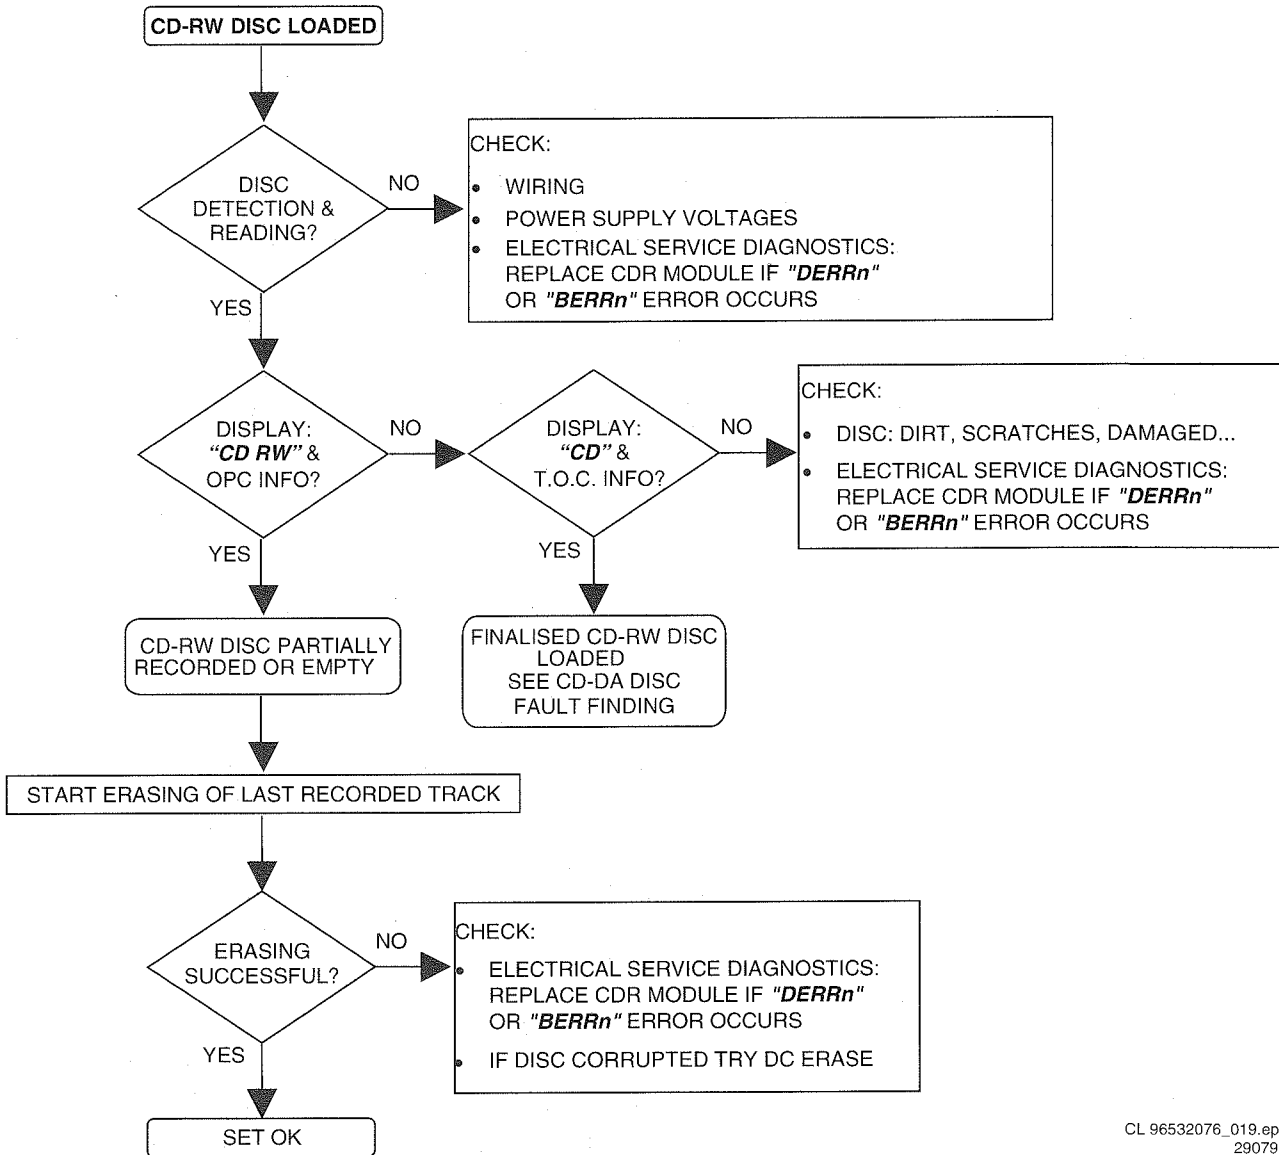 CD-RW DISC LOADED
DISC
DETECTION &
READING?
NO
CHECK:
• WIRING
• POWER SUPPLY VOLTAGES
• ELECTRICAL SERVICE DIAGNOSTICS:
REPLACE CDR MODULE IF "DERRn"
OR "BERRn" ERROR OCCURS
YES
DISPLAY:
“CD RW” &
OPC INFO?
NO
DISPLAY:
“CD” &
T.O.C. INFO?
NO
CHECK:
• DISC: DIRT, SCRATCHES, DAMAGED...
• ELECTRICAL SERVICE DIAGNOSTICS:
REPLACE CDR MODULE IF "DERRn"
OR "BERRn" ERROR OCCURS
YES
YES
CD-RW DISC PARTIALLY
RECORDED OR EMPTY
FINALISED CD-RW DISC
LOADED
SEE CD-DA DISC
FAULT FINDING
START ERASING OF LAST RECORDED TRACK
ERASING
SUCCESSFUL?
NO
CHECK:
• ELECTRICAL SERVICE DIAGNOSTICS:
REPLACE CDR MODULE IF "DERRn"
OR "BERRn" ERROR OCCURS
• IF DISC CORRUPTED TRY DC ERASE
YES
SET OK
CL 96532076_019.ep
29079